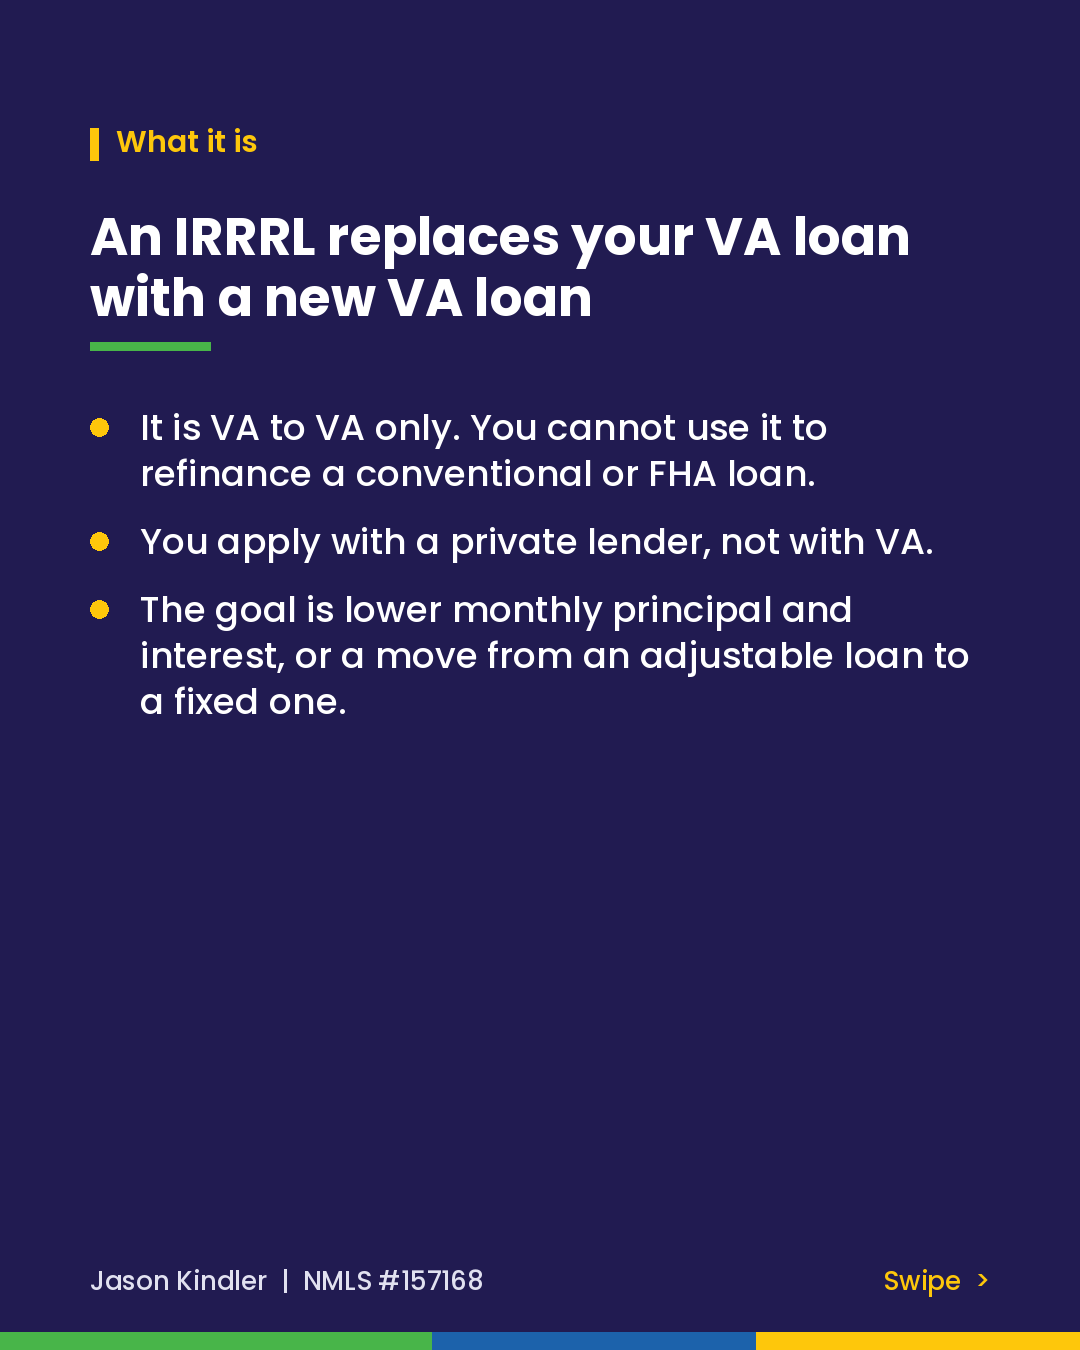 What it is
An IRRRL replaces your VA loan
with a new VA loan
It is VA to VA only. You cannot use it to
refinance a conventional or FHA loan.
You apply with a private lender, not with VA.
The goal is lower monthly principal and
interest, or a move from an adjustable loan to
a fixed one.
Jason Kindler | NMLS #157168
Swipe >